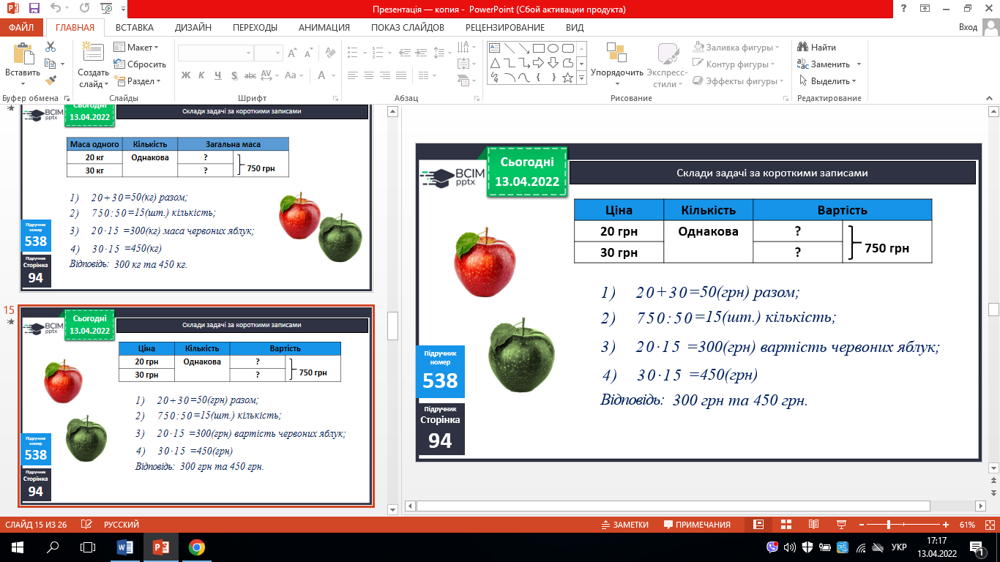 Презентація — копия - PowerPoint (Сбой активации продукта)
ФАЙЛ ГЛАВНАЯ ВСТАВКА ДИЗАЙН ПЕРЕХОДЫ АНИМАЦИЯ ПОКАЗ СЛАЙДОВ РЕЦЕНЗИРОВАНИЕ ВИД Вход
Вставить
Буфер обмена
Создать слайд
Макет
Сбросить
Раздел
Слайды
Ж К Ч S abc AV Aa A
Шрифт
Абзац
Упорядочить
Экспресс-стили
Заливка фигуры
Контур фигуры
Эффекты фигуры
Рисование
Найти
Заменить
Выделить
Редактирование
BCIM pptx
Сьогодні
13.04.2022
Склади задачі за короткими записами
Маса одного Кількість Загальна маса
20 кг Однакова ?
30 кг ?
750 грн
1) 20+30=50(кг) разом;
2) 750:50=15(шт.) кількість;
3) 20·15 =300(кг) маса червоних яблук;
4) 30·15 =450(кг)
Відповідь: 300 кг та 450 кг.
Підручник номер
538
Підручник
Сторінка
94
15
BCIM pptx
Сьогодні
13.04.2022
Склади задачі за короткими записами
Ціна Кількість Вартість
20 грн Однакова ?
30 грн ?
750 грн
1) 20+30=50(грн) разом;
2) 750:50=15(шт.) кількість;
3) 20·15 =300(грн) вартість червоних яблук;
4) 30·15 =450(грн)
Відповідь: 300 грн та 450 грн.
Підручник номер
538
Підручник
Сторінка
94
BCIM pptx
Сьогодні
13.04.2022
Склади задачі за короткими записами
Ціна Кількість Вартість
20 грн Однакова ?
30 грн ?
750 грн
1) 20+30=50(грн) разом;
2) 750:50=15(шт.) кількість;
3) 20·15 =300(грн) вартість червоних яблук;
4) 30·15 =450(грн)
Відповідь: 300 грн та 450 грн.
Підручник
номер
538
Підручник
Сторінка
94
СЛАЙД 15 ИЗ 26 РУССКИЙ ЗАМЕТКИ ПРИМЕЧАНИЯ 61%
УКР
17:17
13.04.2022
1